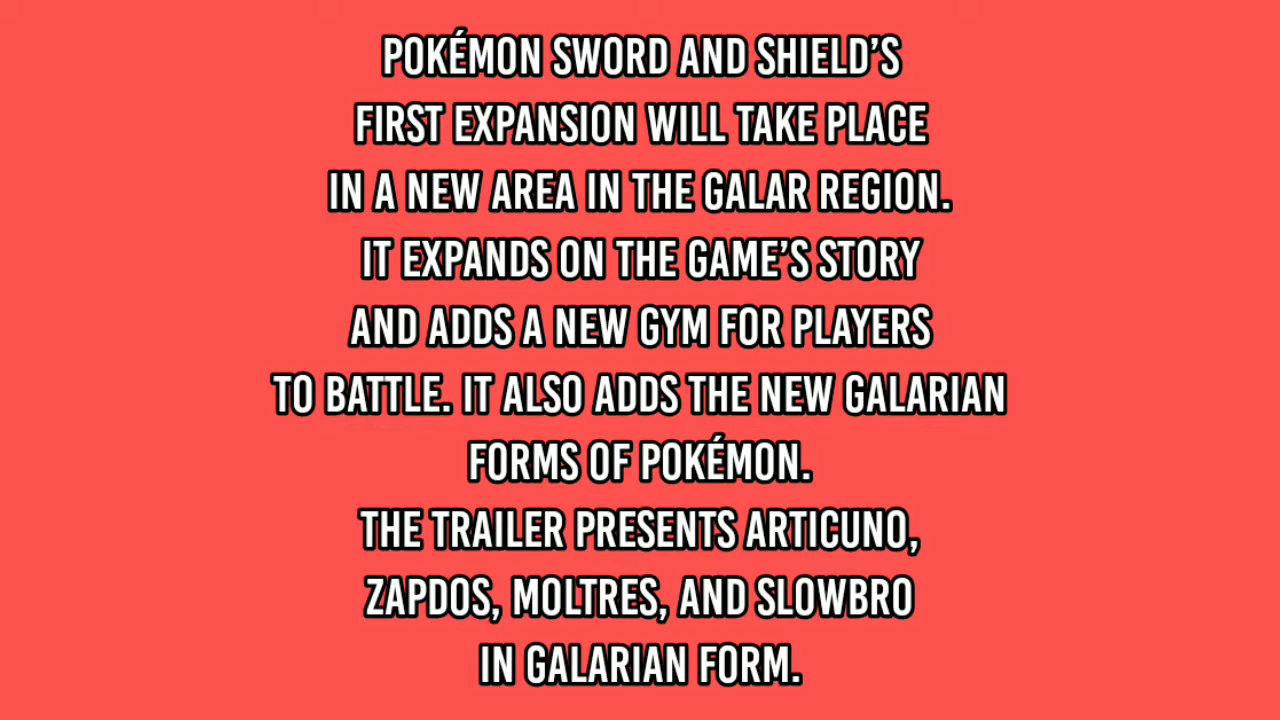 POKÉMON SWORD AND SHIELD’S
FIRST EXPANSION WILL TAKE PLACE
IN A NEW AREA IN THE GALAR REGION.
IT EXPANDS ON THE GAME’S STORY
AND ADDS A NEW GYM FOR PLAYERS
TO BATTLE. IT ALSO ADDS THE NEW GALARIAN
FORMS OF POKÉMON.
THE TRAILER PRESENTS ARTICUNO,
ZAPDOS, MOLTRES, AND SLOWBRO
IN GALARIAN FORM.